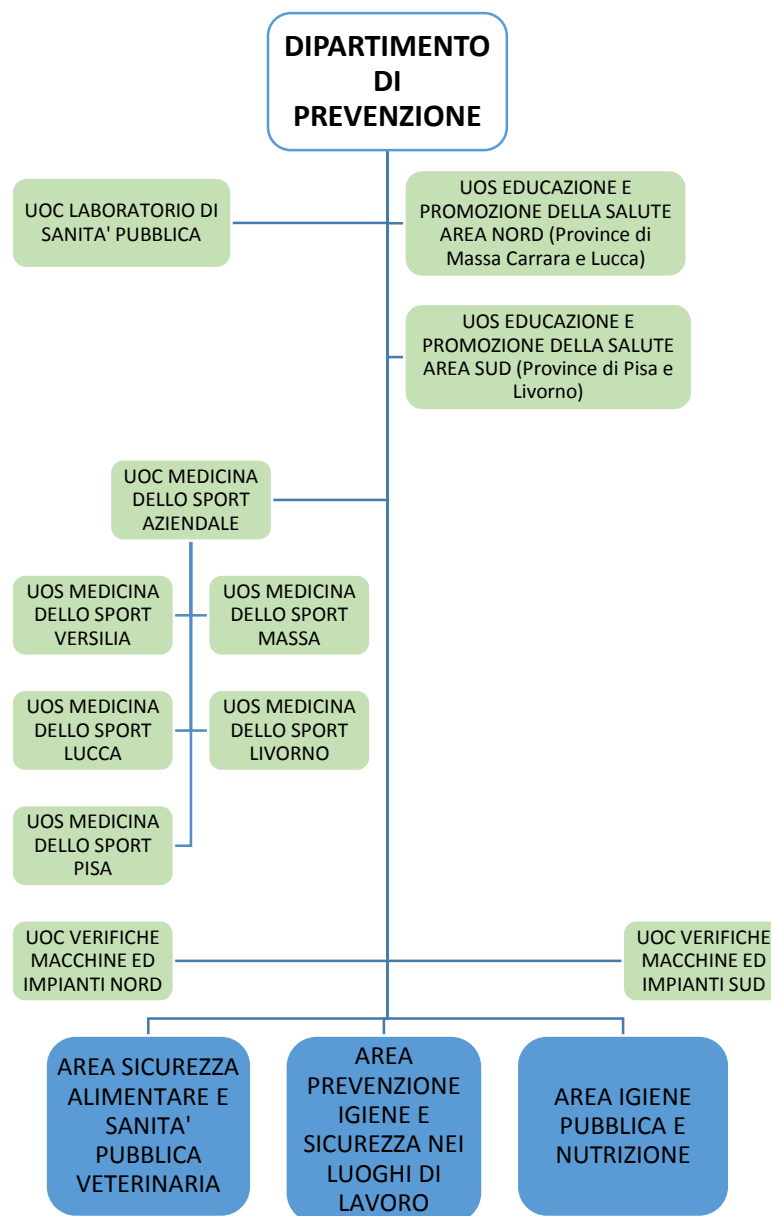 DIPARTIMENTO
DI
PREVENZIONE
UOC LABORATORIO DI
SANITA' PUBBLICA
UOS EDUCAZIONE E
PROMOZIONE DELLA SALUTE
AREA NORD (Province di
Massa Carrara e Lucca)
UOS EDUCAZIONE E
PROMOZIONE DELLA SALUTE
AREA SUD (Province di Pisa e
Livorno)
UOC MEDICINA
DELLO SPORT
AZIENDALE
UOS MEDICINA
DELLO SPORT
VERSILIA
UOS MEDICINA
DELLO SPORT
MASSA
UOS MEDICINA
DELLO SPORT
LUCCA
UOS MEDICINA
DELLO SPORT
LIVORNO
UOS MEDICINA
DELLO SPORT
PISA
UOC VERIFICHE
MACCHINE ED
IMPIANTI NORD
UOC VERIFICHE
MACCHINE ED
IMPIANTI SUD
AREA SICUREZZA
ALIMENTARE E
SANITA'
PUBBLICA
VETERINARIA
AREA
PREVENZIONE
IGIENE E
SICUREZZA NEI
LUOGHI DI
LAVORO
AREA IGIENE
PUBBLICA E
NUTRIZIONE